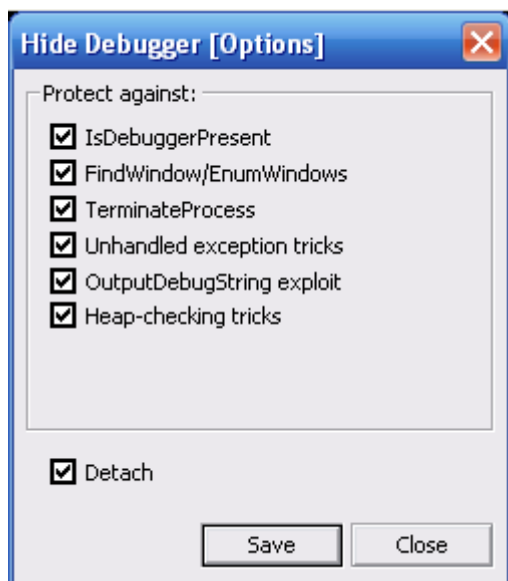 Hide Debugger [Options]
Protect against:
IsDebuggerPresent
FindWindow/EnumWindows
TerminateProcess
Unhandled exception tricks
OutputDebugString exploit
Heap-checking tricks
Detach
Save Close